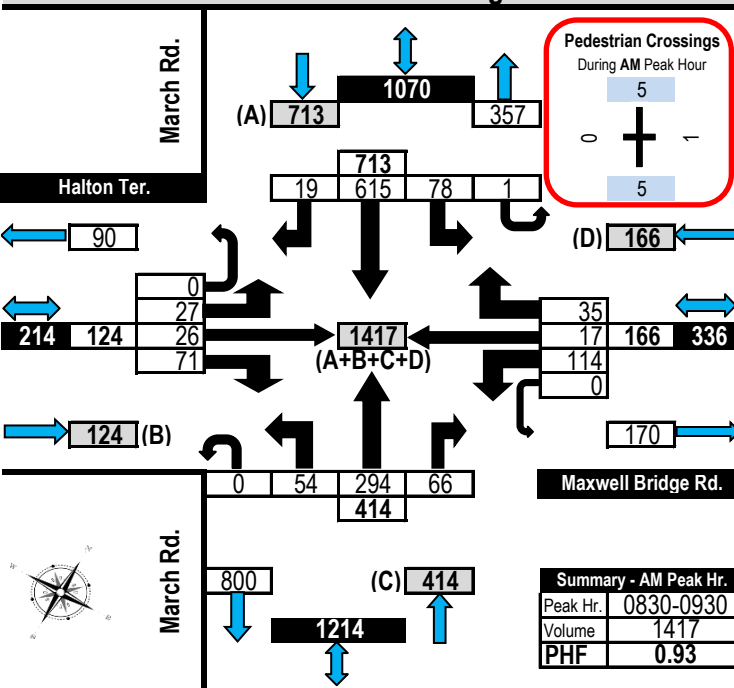 March Rd.
Pedestrian Crossings
During AM Peak Hour
5
0
1
5
1070
(A) 713
357
713
19 615 78 1
Halton Ter.
90
(D) 166
0
27
26
71
214 124
1417
(A+B+C+D)
35
17
114
0
166 336
124 (B)
170
0 54 294 66
414
Maxwell Bridge Rd.
March Rd.
800
(C) 414
1214
Summary - AM Peak Hr.
Peak Hr. 0830-0930
Volume 1417
PHF 0.93